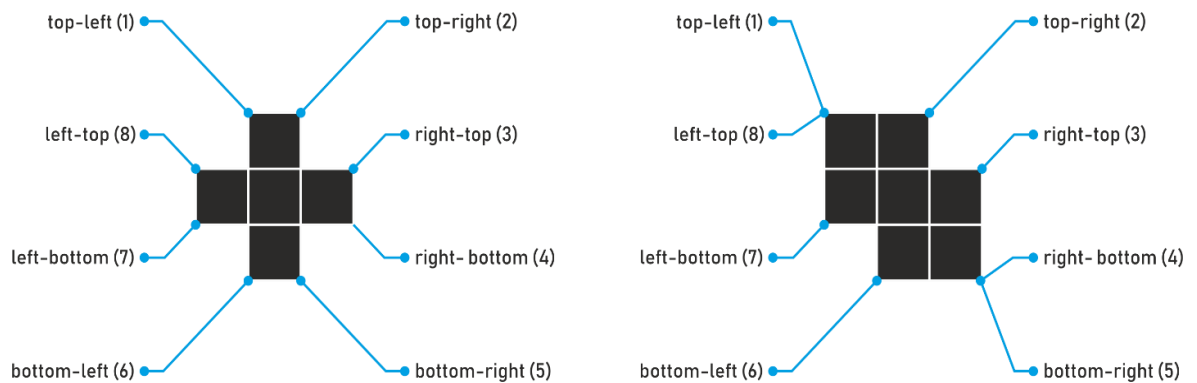 top-left (1)
top-right (2)
left-top (8)
right-top (3)
left-bottom (7)
right- bottom (4)
bottom-left (6)
bottom-right (5)
top-left (1)
top-right (2)
left-top (8)
right-top (3)
left-bottom (7)
right- bottom (4)
bottom-left (6)
bottom-right (5)